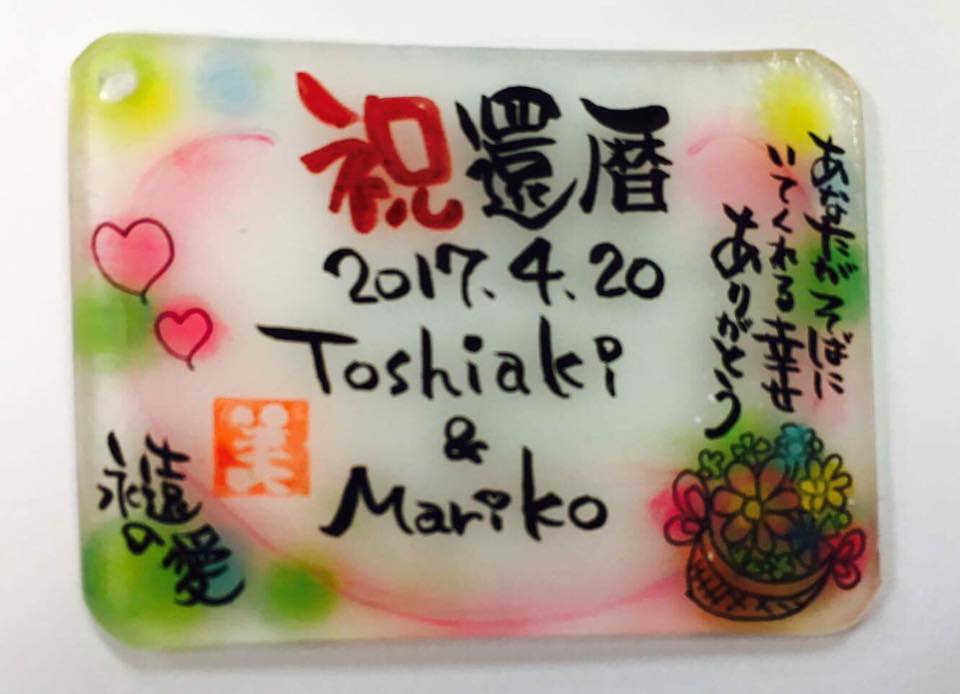 祝還暦
2017.4.20
Toshiaki
&
Mariko
あなたがそばに
いてくれる幸せ
ありがとう
永遠
の愛
美